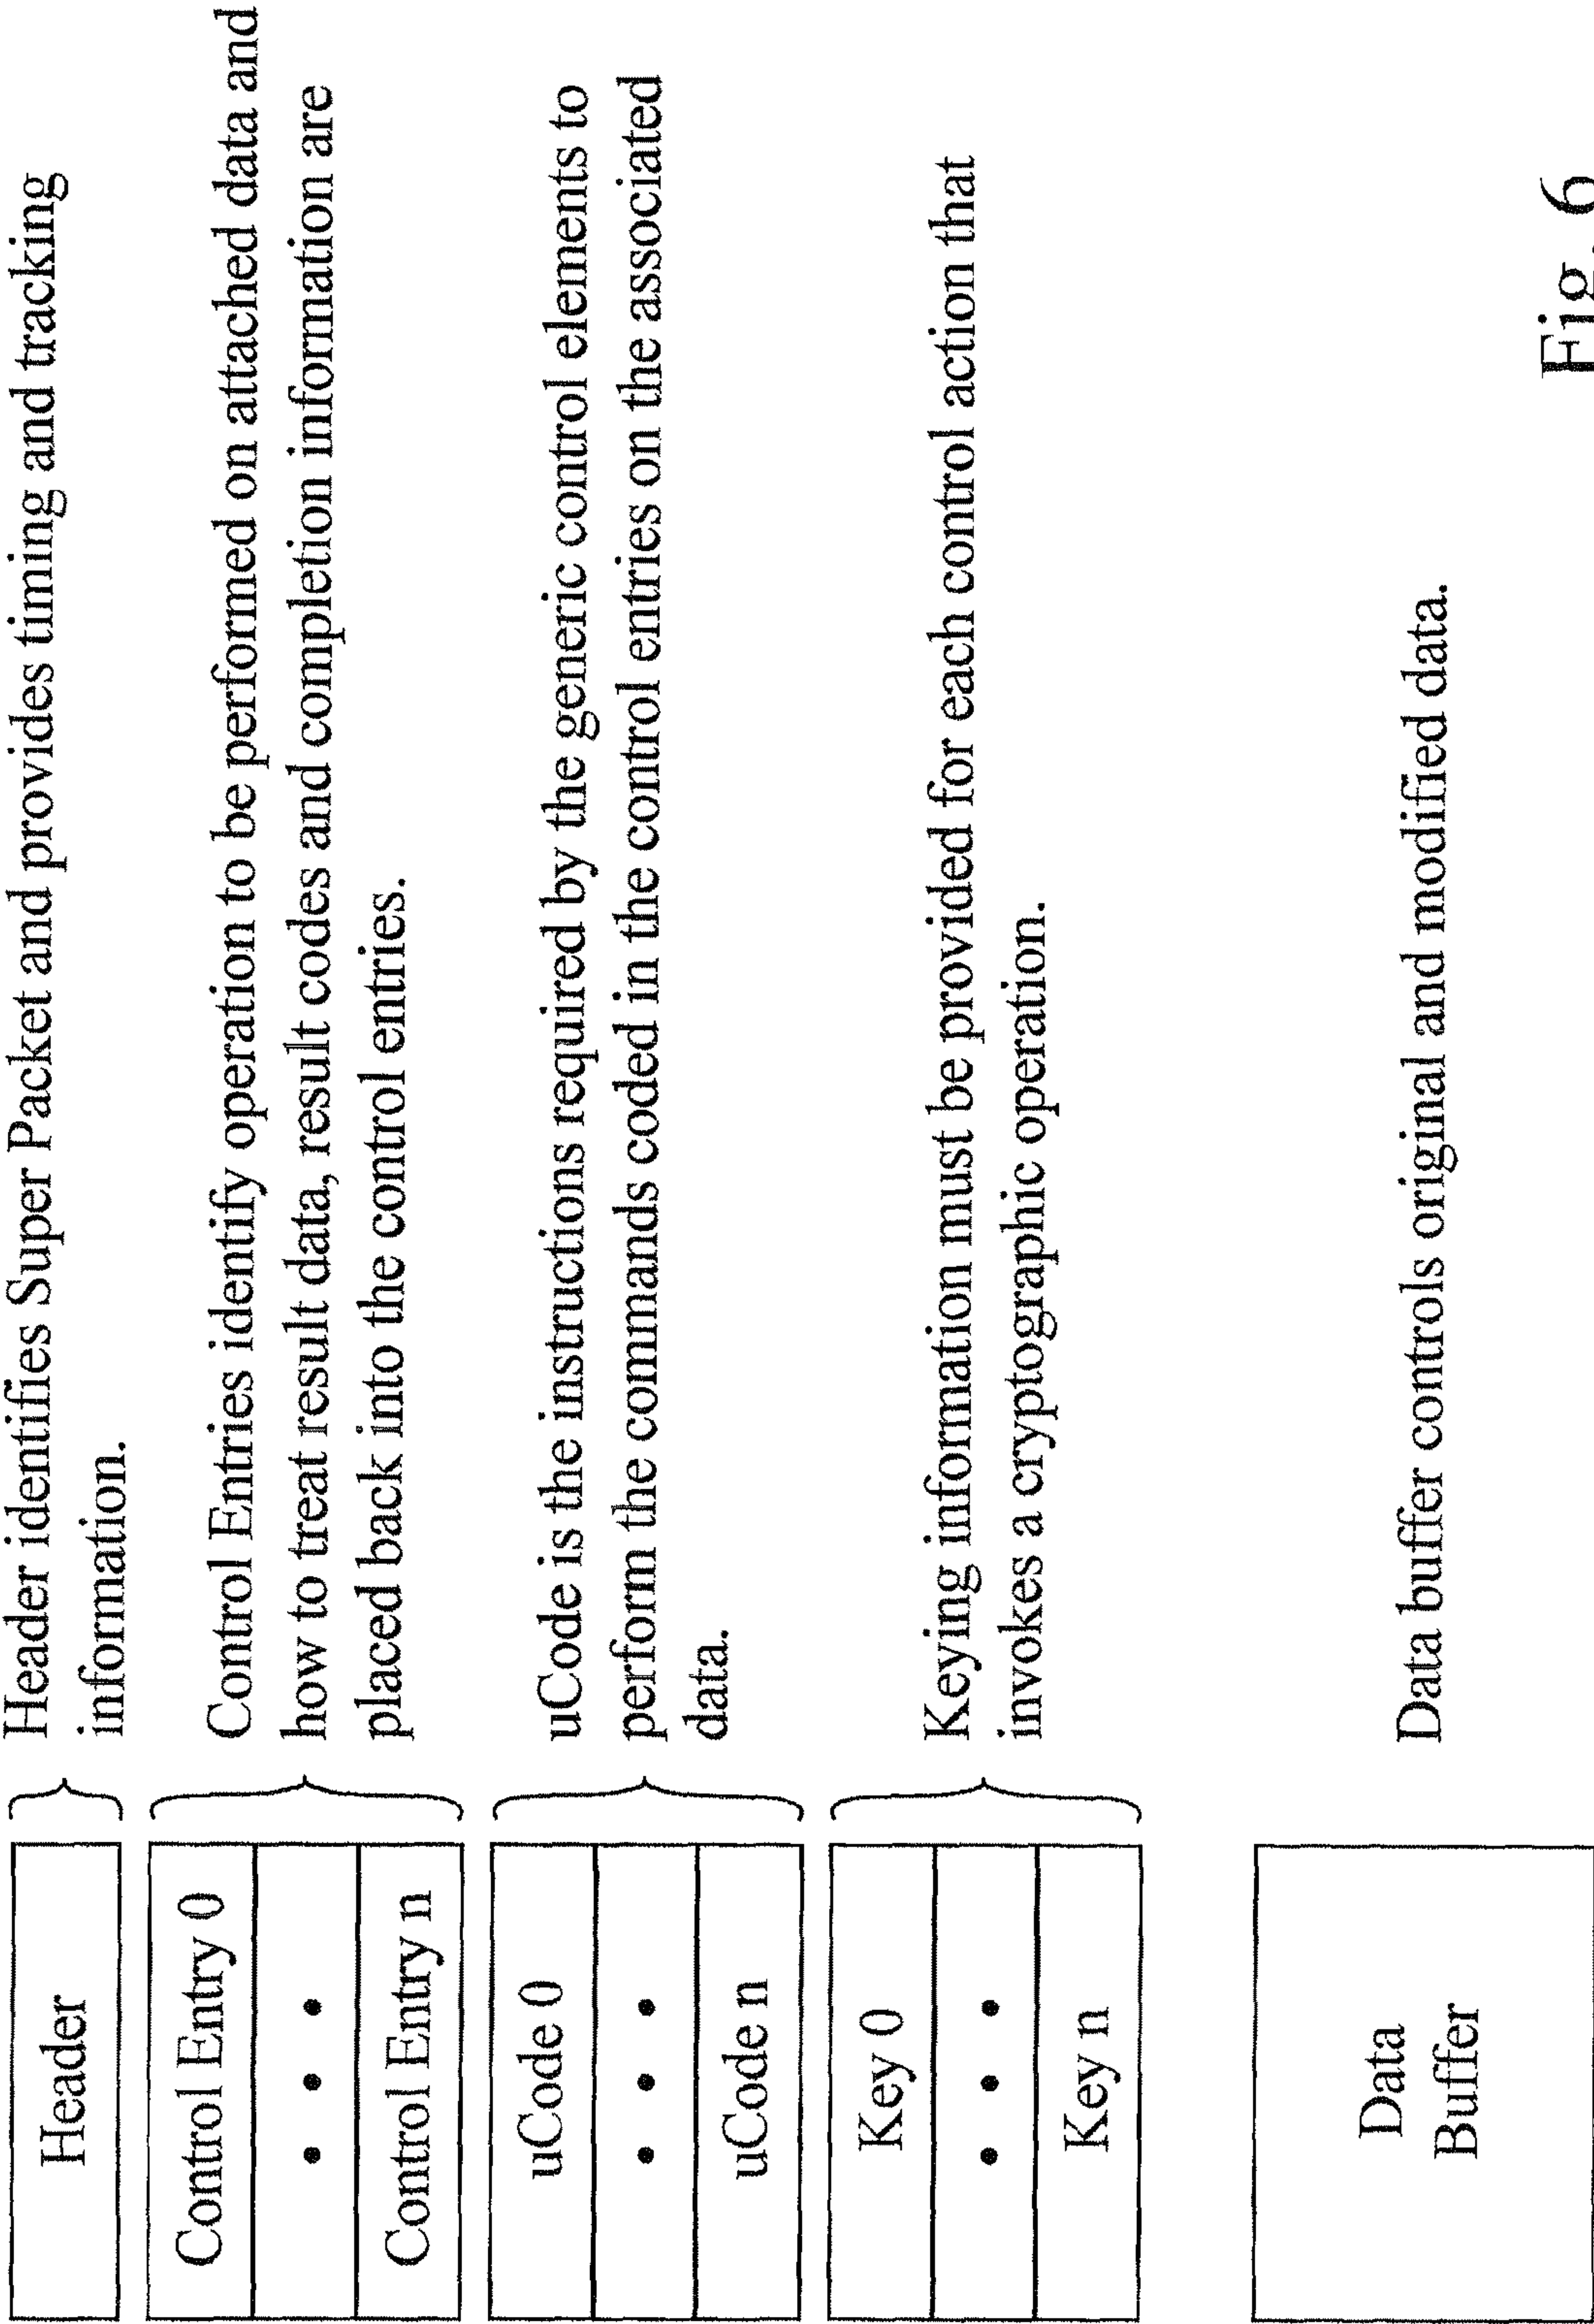 Header
Header identifies Super Packet and provides timing and tracking
information.
Control Entry 0
• • •
Control Entry n
Control Entries identify operation to be performed on attached data and
how to treat result data, result codes and completion information are
placed back into the control entries.
uCode 0
• • •
uCode n
uCode is the instructions required by the generic control elements to
perform the commands coded in the control entries on the associated
data.
Key 0
• • •
Key n
Keying information must be provided for each control action that
invokes a cryptographic operation.
Data
Buffer
Data buffer controls original and modified data.
Fig. 6